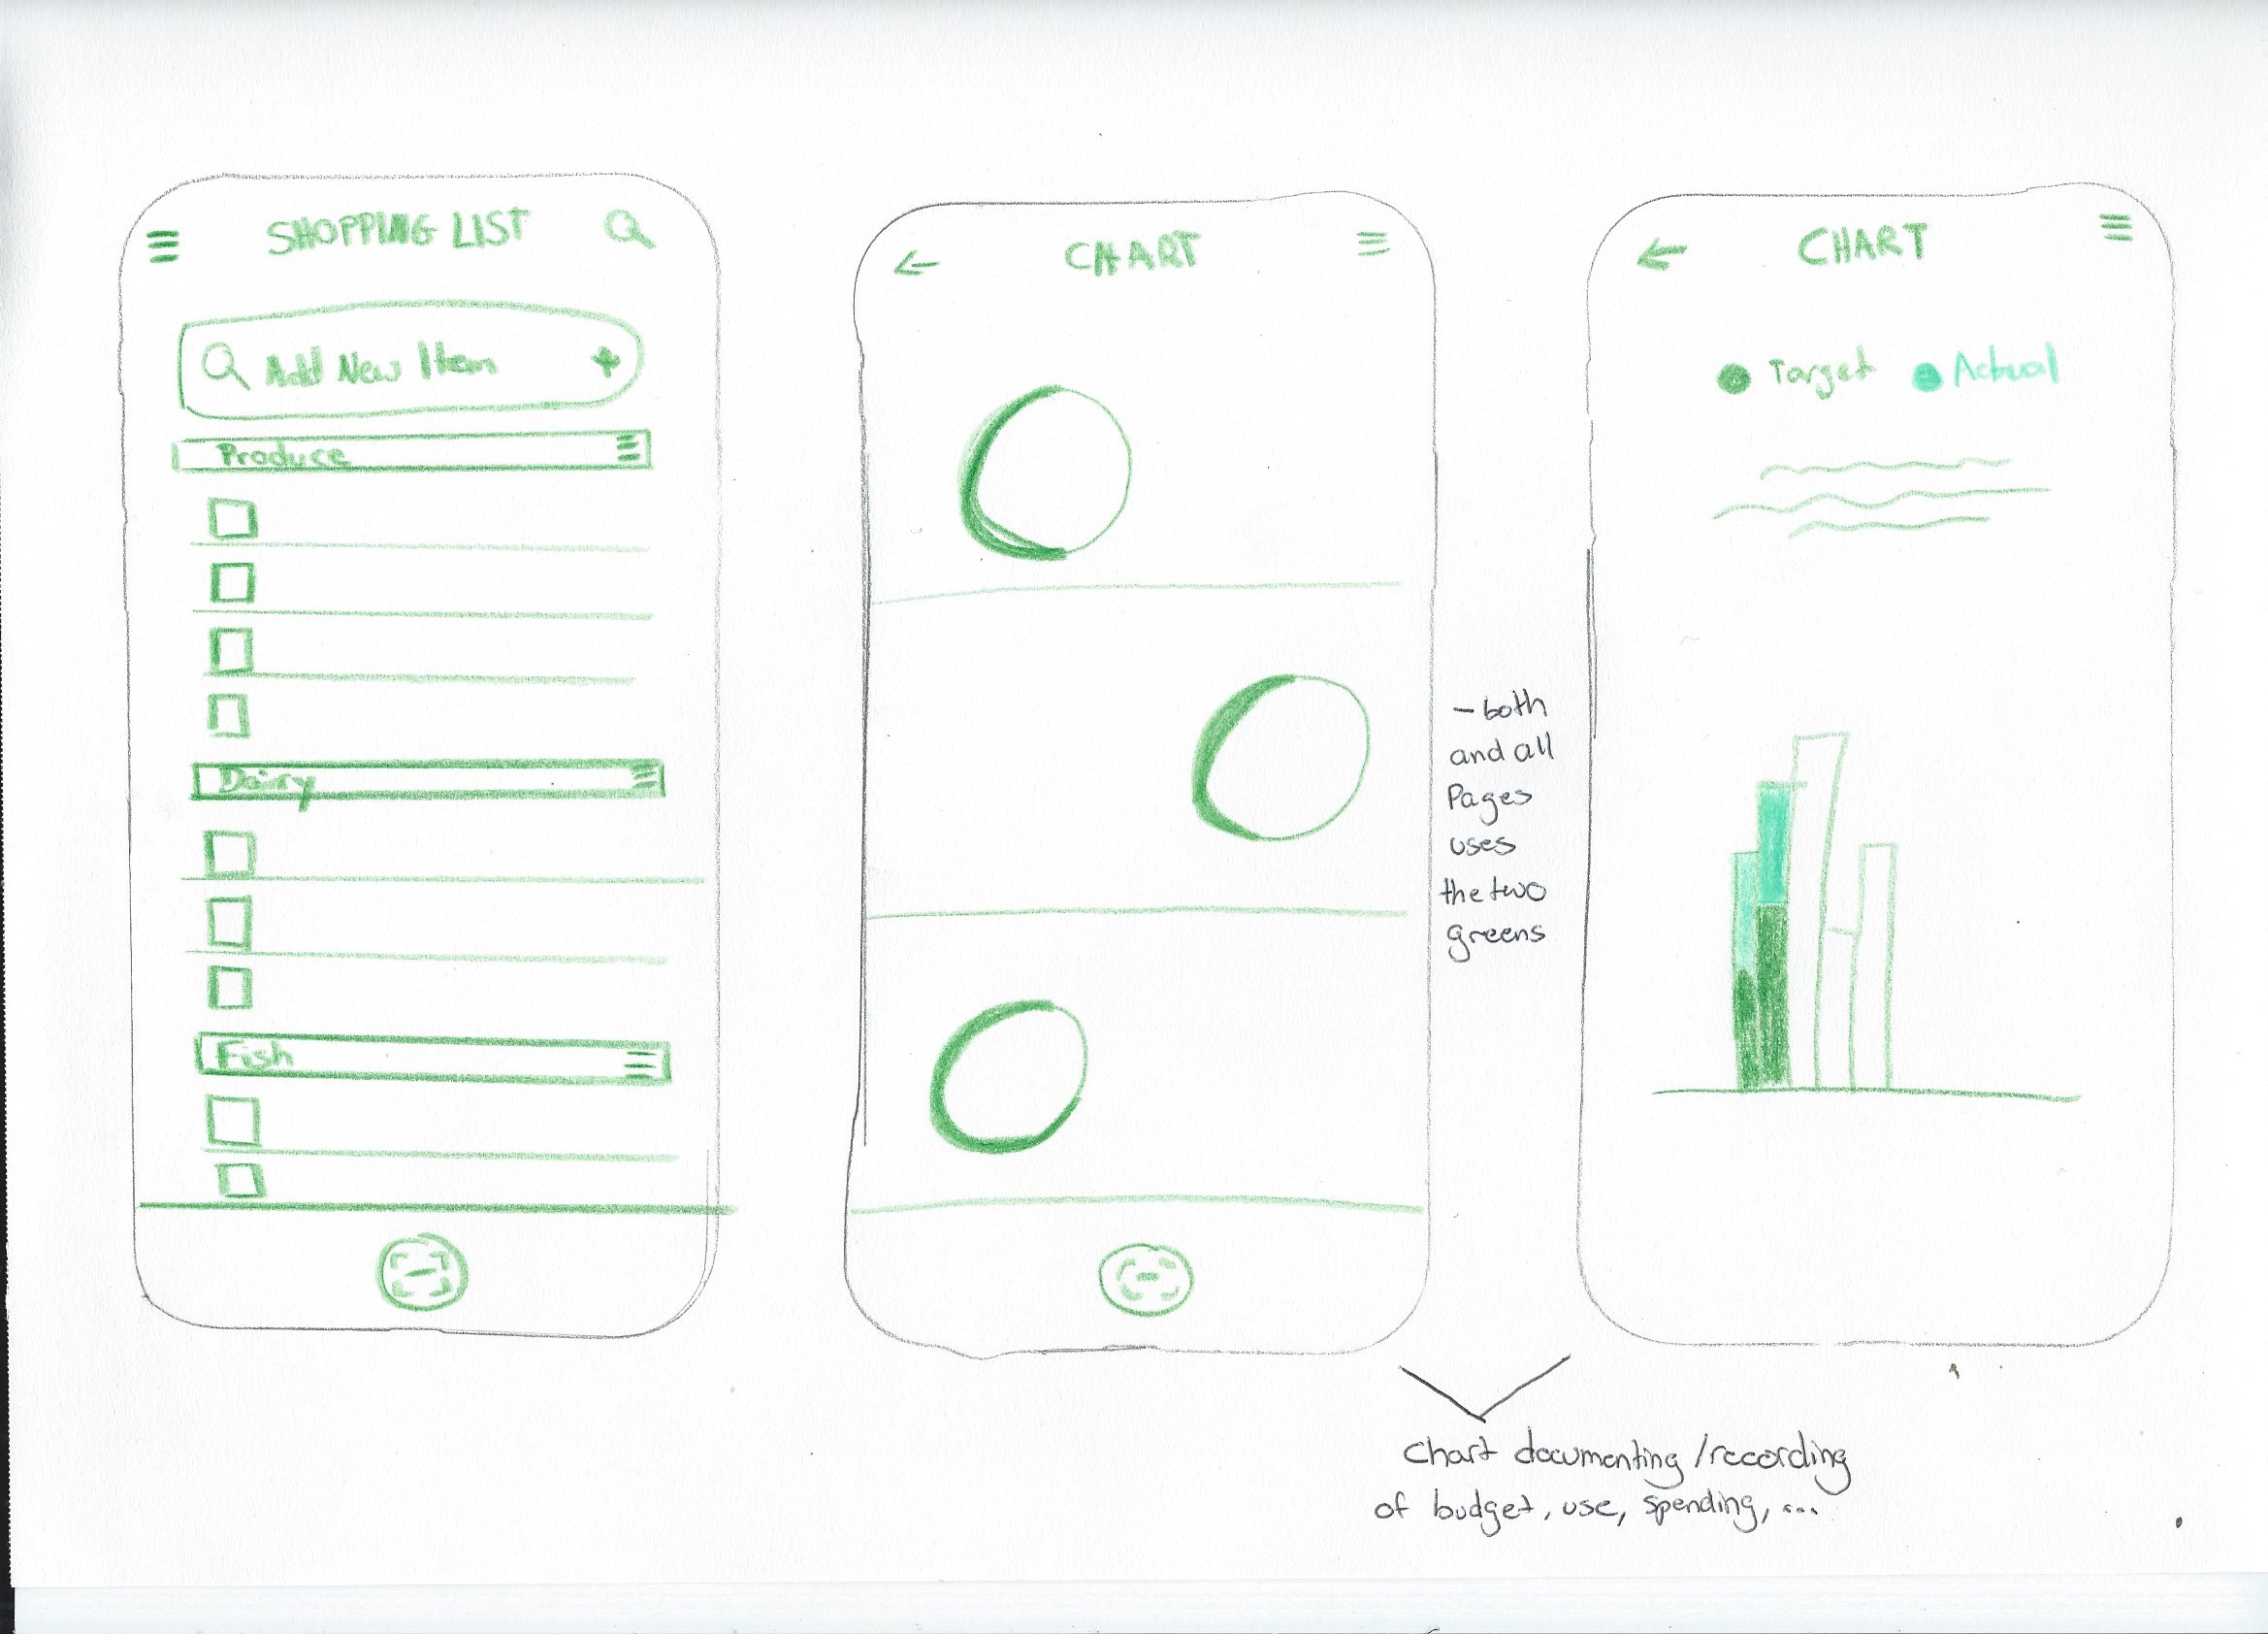 SHOPPING LIST
Add New Item +
Produce
Dairy
Fish
CHART
CHART
Target Actual
- both
and all
Pages
uses
the two
greens
Chart documenting /recording
of budget, use, spending, ...